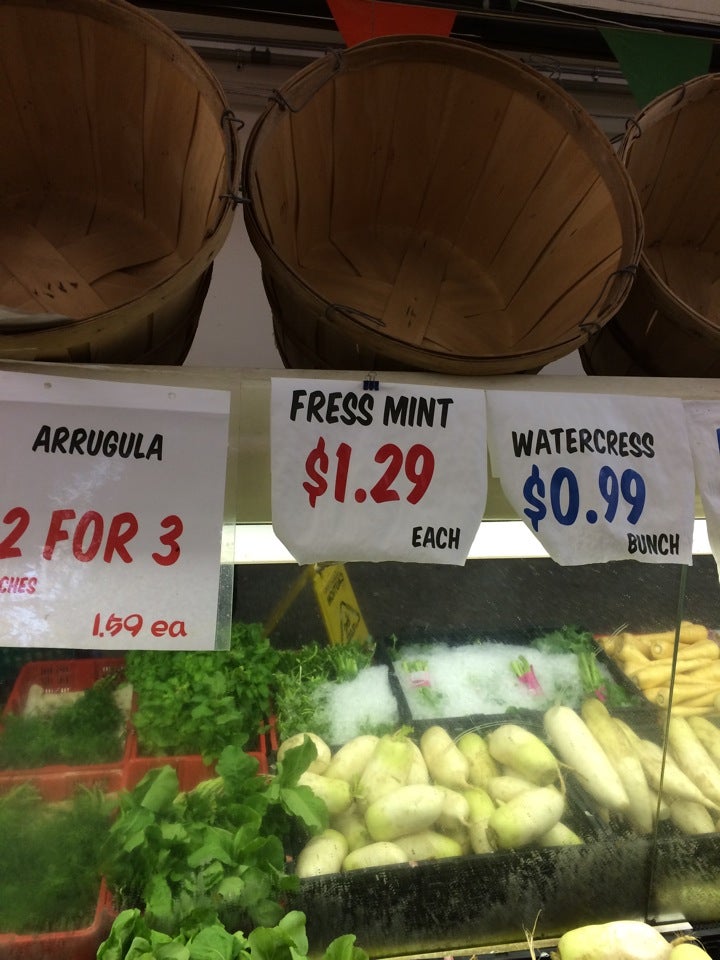 ARRUGULA
2 FOR 3
CHES
1.59 ea
FRESS MINT
$1.29
EACH
WATERCRESS
$0.99
BUNCH